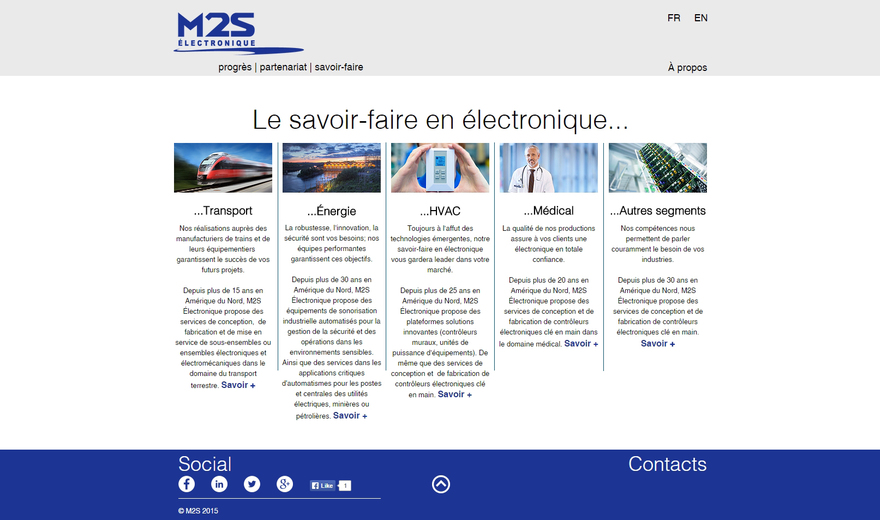 M2S
ÉLECTRONIQUE
FR EN
progrès | partenariat | savoir-faire
À propos
Le savoir-faire en électronique...
...Transport
Nos réalisations auprès des
manufacturiers de trains et de
leurs équipementiers
garantissent le succès de vos
futurs projets.
Depuis plus de 15 ans en
Amérique du Nord, M2S
Électronique propose des
services de conception, de
fabrication et de mise en
service de sous-ensembles ou
ensembles électroniques et
électromécaniques dans le
domaine du transport
terrestre. Savoir +
...Énergie
La robustesse, l'innovation, la
sécurité sont vos besoins; nos
équipes performantes
garantissent ces objectifs.
Depuis plus de 30 ans en
Amérique du Nord, M2S
Électronique propose des
équipements de sonorisation
industrielle automatisés pour la
gestion de la sécurité et des
opérations dans les
environnements sensibles.
Ainsi que des services dans les
applications critiques
d'automatismes pour les postes
et centrales des utilités
électriques, minières ou
pétrolières. Savoir +
...HVAC
Toujours à l'affut des
technologies émergentes, notre
savoir-faire en électronique
vous gardera leader dans votre
marché.
Depuis plus de 25 ans en
Amérique du Nord, M2S
Électronique propose des
plateformes solutions
innovantes (contrôleurs
muraux, unités de
puissance d'équipements). De
même que des services de
conception et de fabrication de
contrôleurs électroniques clé
en main. Savoir +
...Médical
La qualité de nos productions
assure à vos clients une
électronique en totale
confiance.
Depuis plus de 20 ans en
Amérique du Nord, M2S
Électronique propose des
services de conception et de
fabrication de contrôleurs
électroniques clé en main dans
le domaine médical. Savoir +
...Autres segments
Nos compétences nous
permettent de parler
couramment le besoin de vos
industries.
Depuis plus de 30 ans en
Amérique du Nord, M2S
Électronique propose des
services de conception et de
fabrication de contrôleurs
électroniques clé en main.
Savoir +
Social
Contacts
Like 1
© M2S 2015